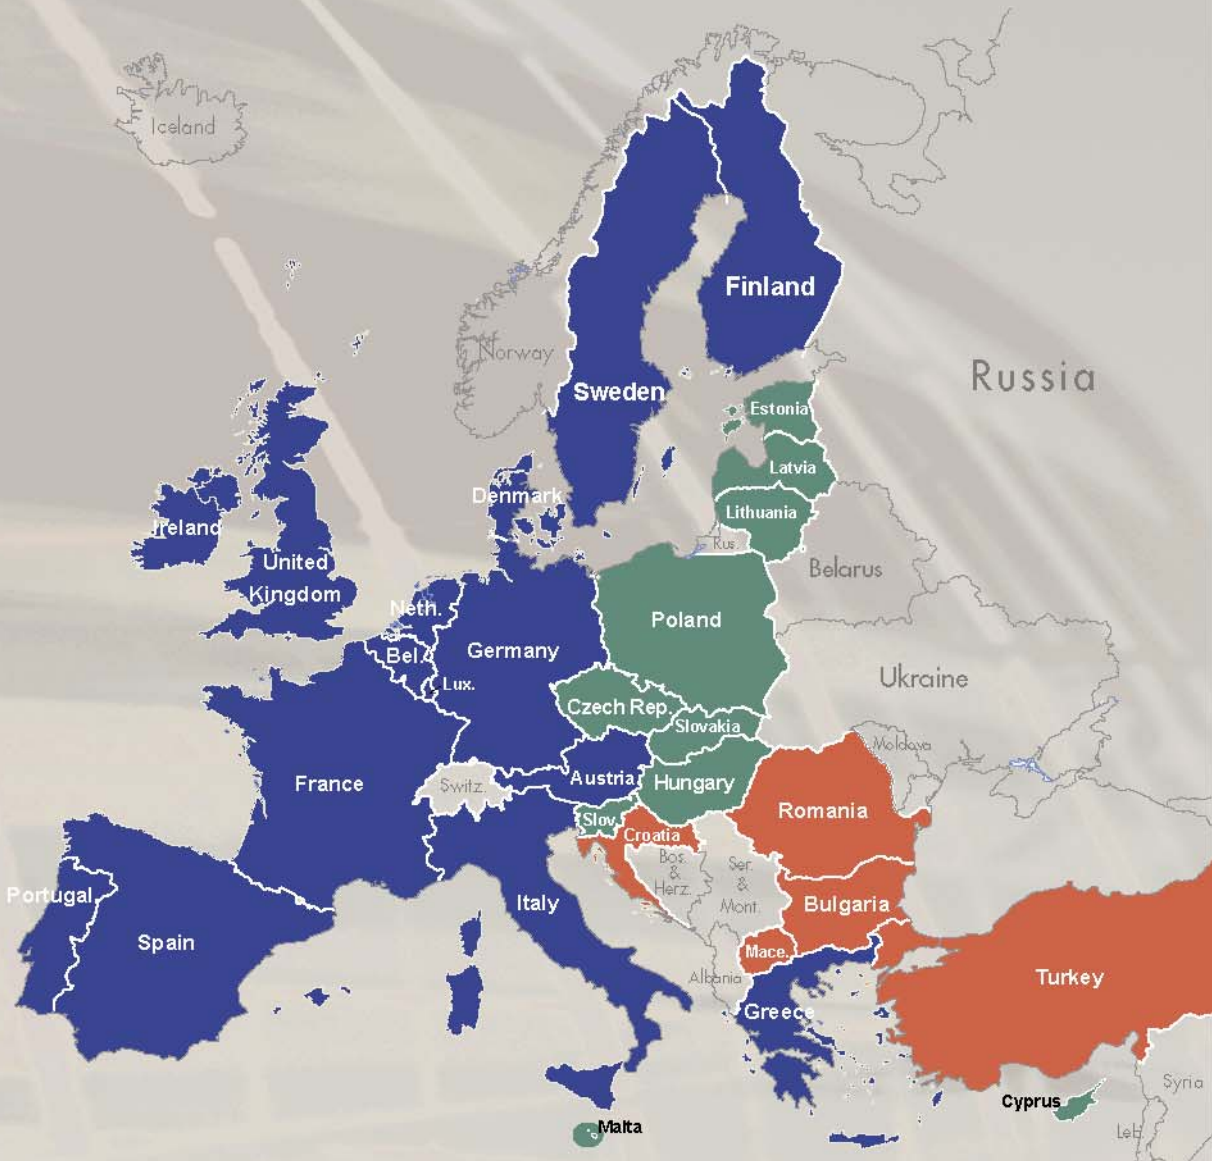 Iceland
Finland
Norway
Russia
Sweden
Estonia
Latvia
Denmark
Lithuania
Ireland
Rus.
United
Kingdom
Belarus
Neth.
Poland
Germany
Bel.
Lux.
Ukraine
Czech Rep.
Slovakia
Moldova
France
Switz.
Austria
Hungary
Romania
Slov.
Croatia
Bos.
&
Herz.
Ser.
&
Mont.
Portugal
Spain
Italy
Bulgaria
Mace.
Albania
Turkey
Greece
Syria
Cyprus
Malta
Leb.